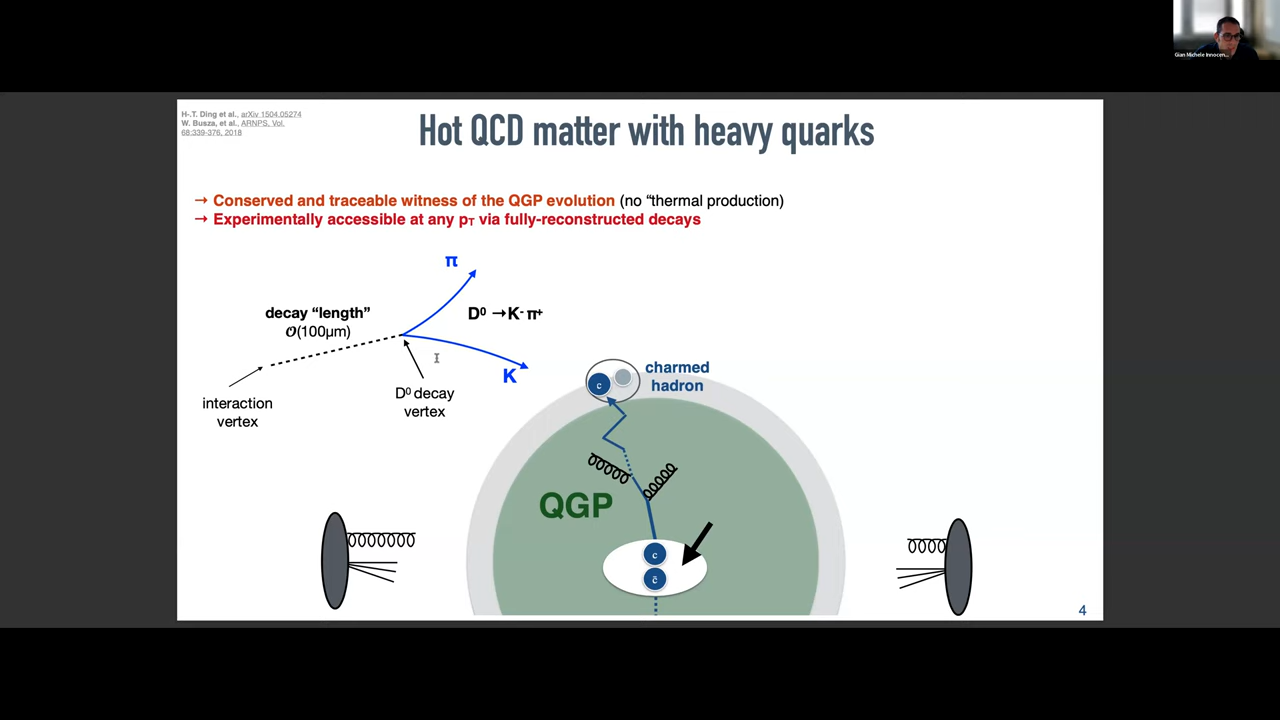 Gian Michele Innocen...
H-.T. Ding et al., arXiv 1504.05274
W. Busza, et al., ARNPS, Vol.
68:339-376, 2018
Hot QCD matter with heavy quarks
→ Conserved and traceable witness of the QGP evolution (no “thermal production)
→ Experimentally accessible at any pT via fully-reconstructed decays
π
decay “length”
O(100μm)
D⁰ →K⁻ π⁺
K
interaction
vertex
D⁰ decay
vertex
charmed
hadron
c
QGP
c
c̄
4